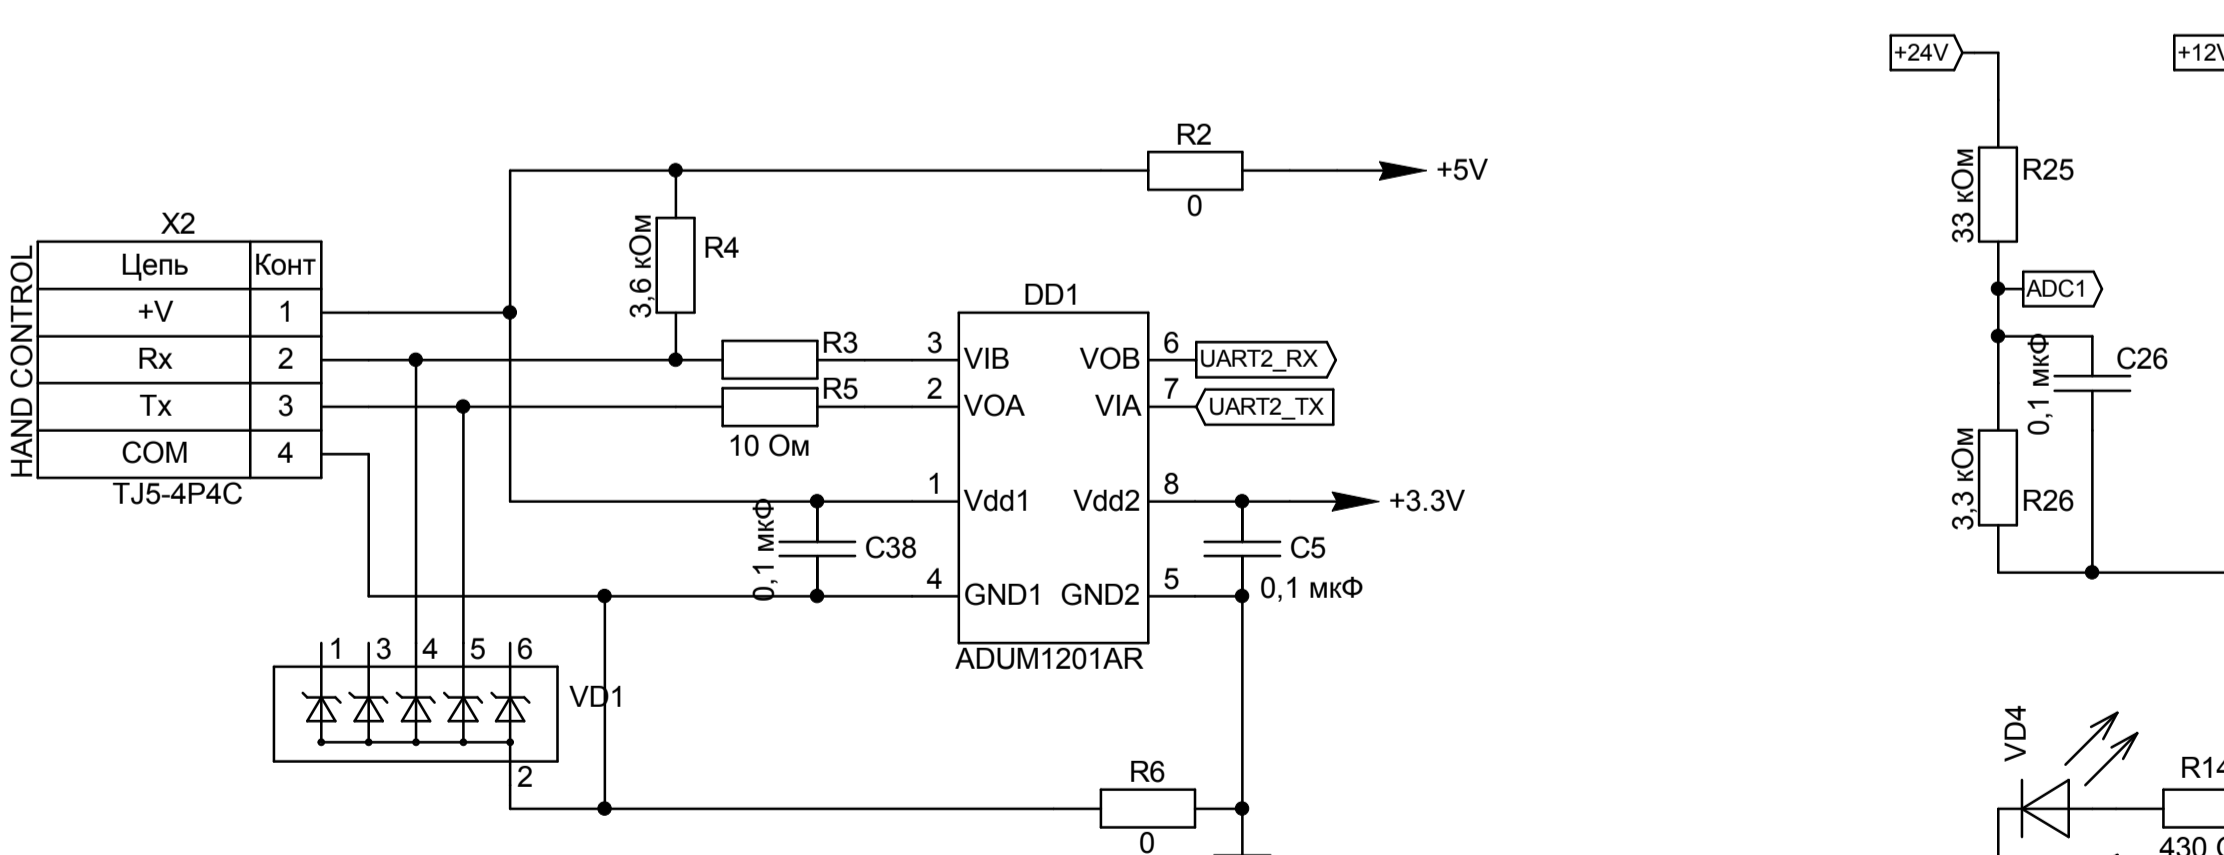 +24V
+12V
R2
+5V
0
R25
33 кОм
X2
HAND CONTROL
Цепь Конт
+V 1
Rx 2
Tx 3
COM 4
TJ5-4P4C
3,6 кОм
R4
R3
R5
10 Ом
DD1
3 VIB VOB 6 UART2_RX
2 VOA VIA 7 UART2_TX
1 Vdd1 Vdd2 8 +3.3V
4 GND1 GND2 5
ADUM1201AR
0,1 мкФ
C38
C5
0,1 мкФ
ADC1
0,1 мкФ
C26
3,3 кОм
R26
1 3 4 5 6
VD1
2
R6
0
VD4
R14
430